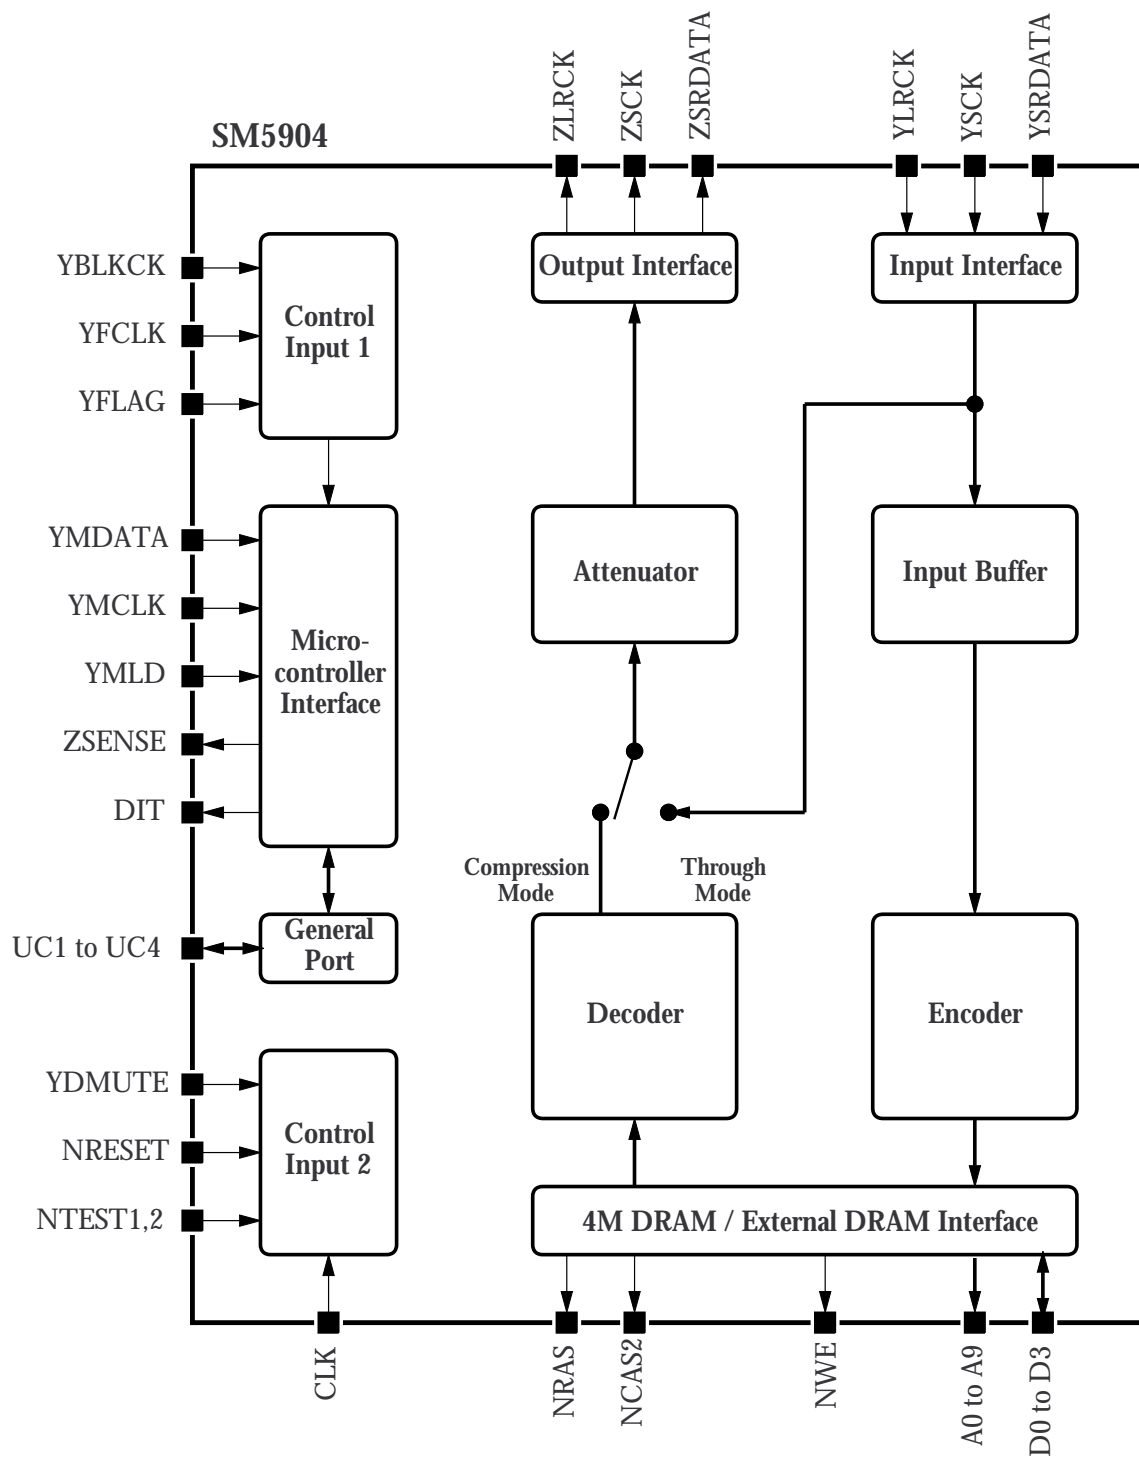 ZLRCK
ZSCK
ZSRDATA
YLRCK
YSCK
YSRDATA
SM5904
YBLKCK
YFCLK
YFLAG
Control
Input 1
Output Interface
Input Interface
YMDATA
YMCLK
YMLD
ZSENSE
DIT
Micro-
controller
Interface
Attenuator
Input Buffer
Compression
Mode
Through
Mode
UC1 to UC4
General
Port
Decoder
Encoder
YDMUTE
NRESET
NTEST1,2
Control
Input 2
4M DRAM / External DRAM Interface
CLK
NRAS
NCAS2
NWE
A0 to A9
D0 to D3